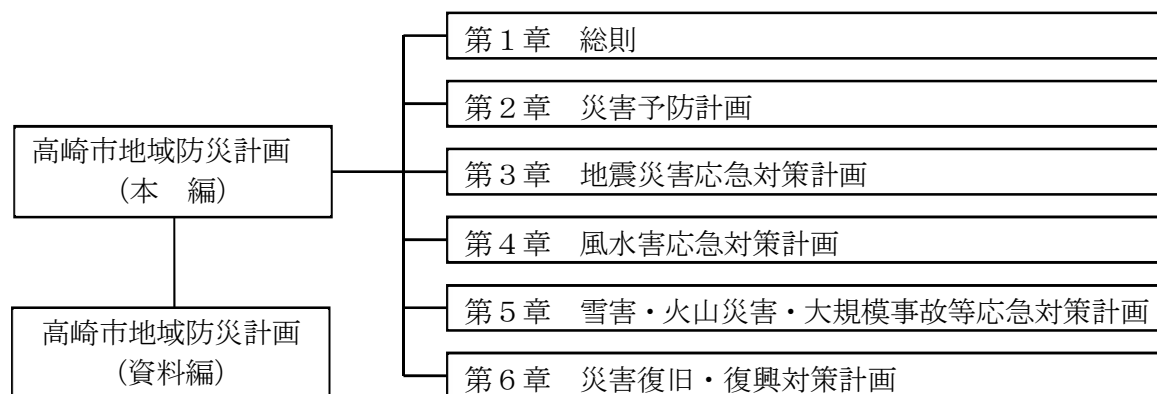 高崎市地域防災計画
(本　編)
高崎市地域防災計画
(資料編)
第１章　総則
第２章　災害予防計画
第３章　地震災害応急対策計画
第４章　風水害応急対策計画
第５章　雪害・火山災害・大規模事故等応急対策計画
第６章　災害復旧・復興対策計画